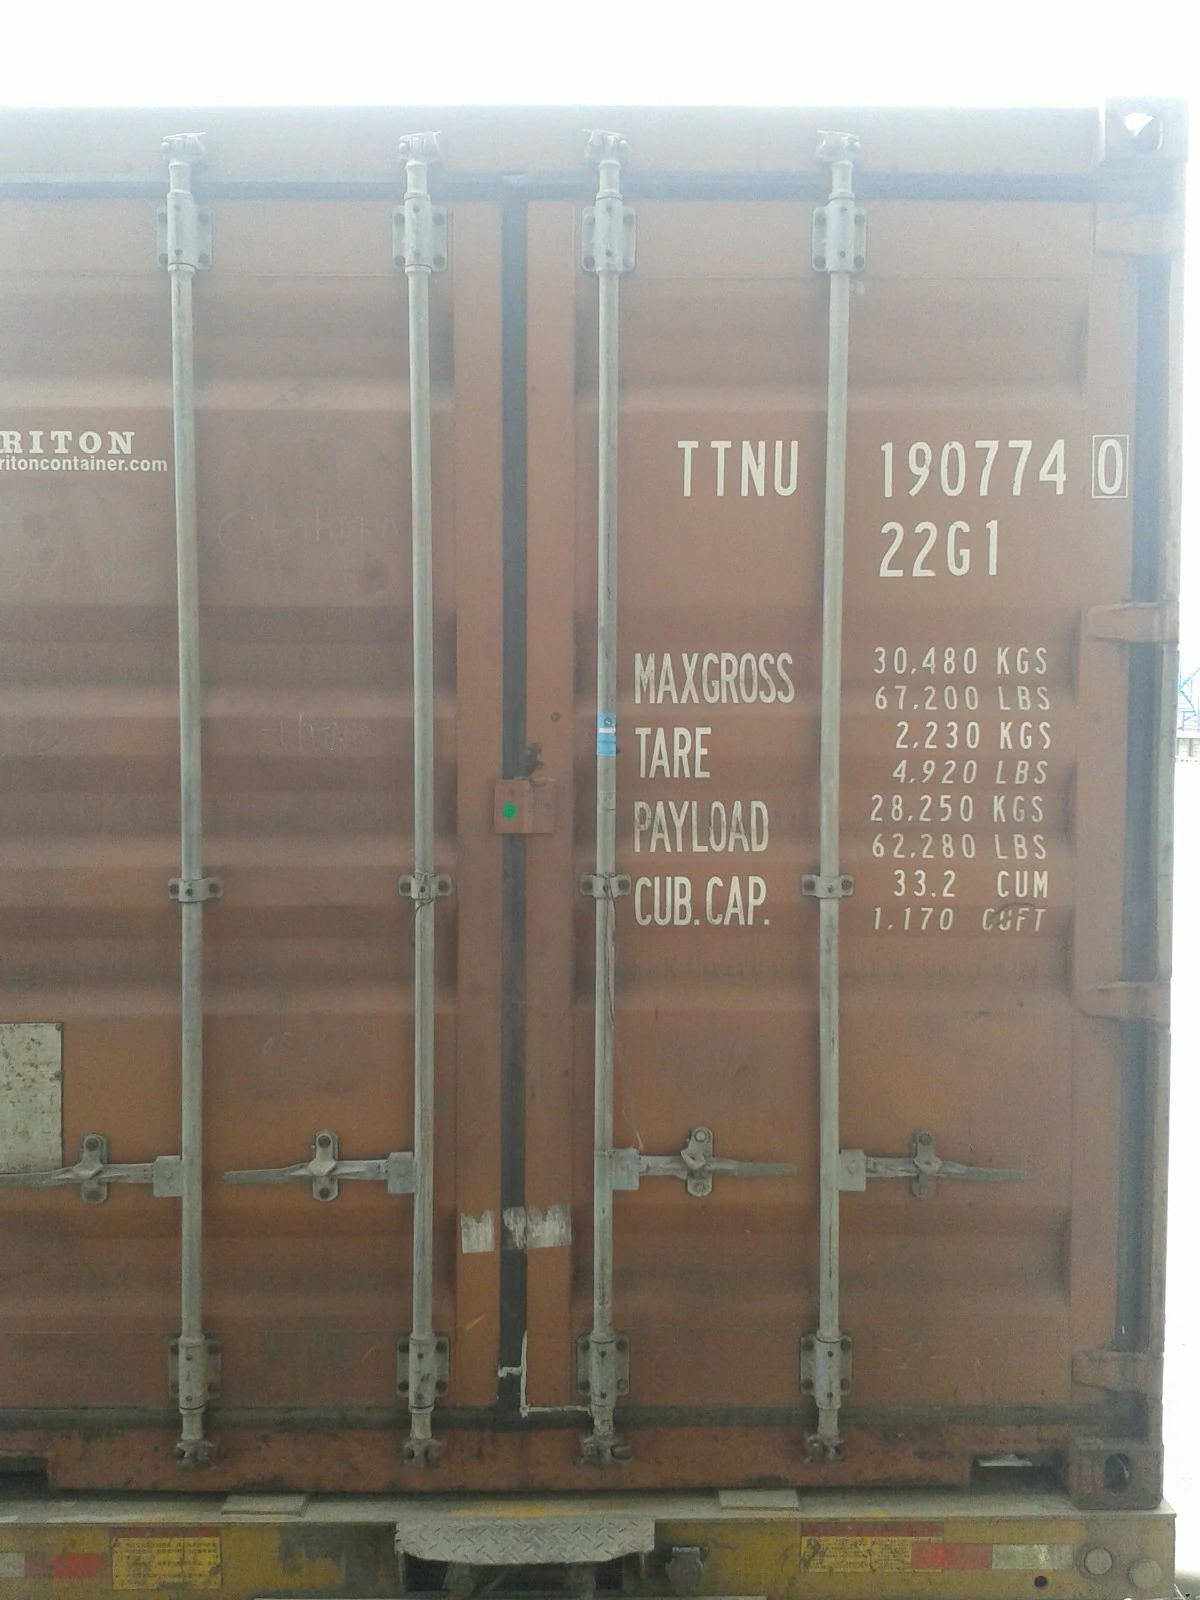 RITON
ritoncontainer.com
TTNU 190774 0
22G1
MAXGROSS 30,480 KGS
67,200 LBS
TARE 2,230 KGS
4,920 LBS
PAYLOAD 28,250 KGS
62,280 LBS
CUB.CAP. 33.2 CUM
1,170 CUFT